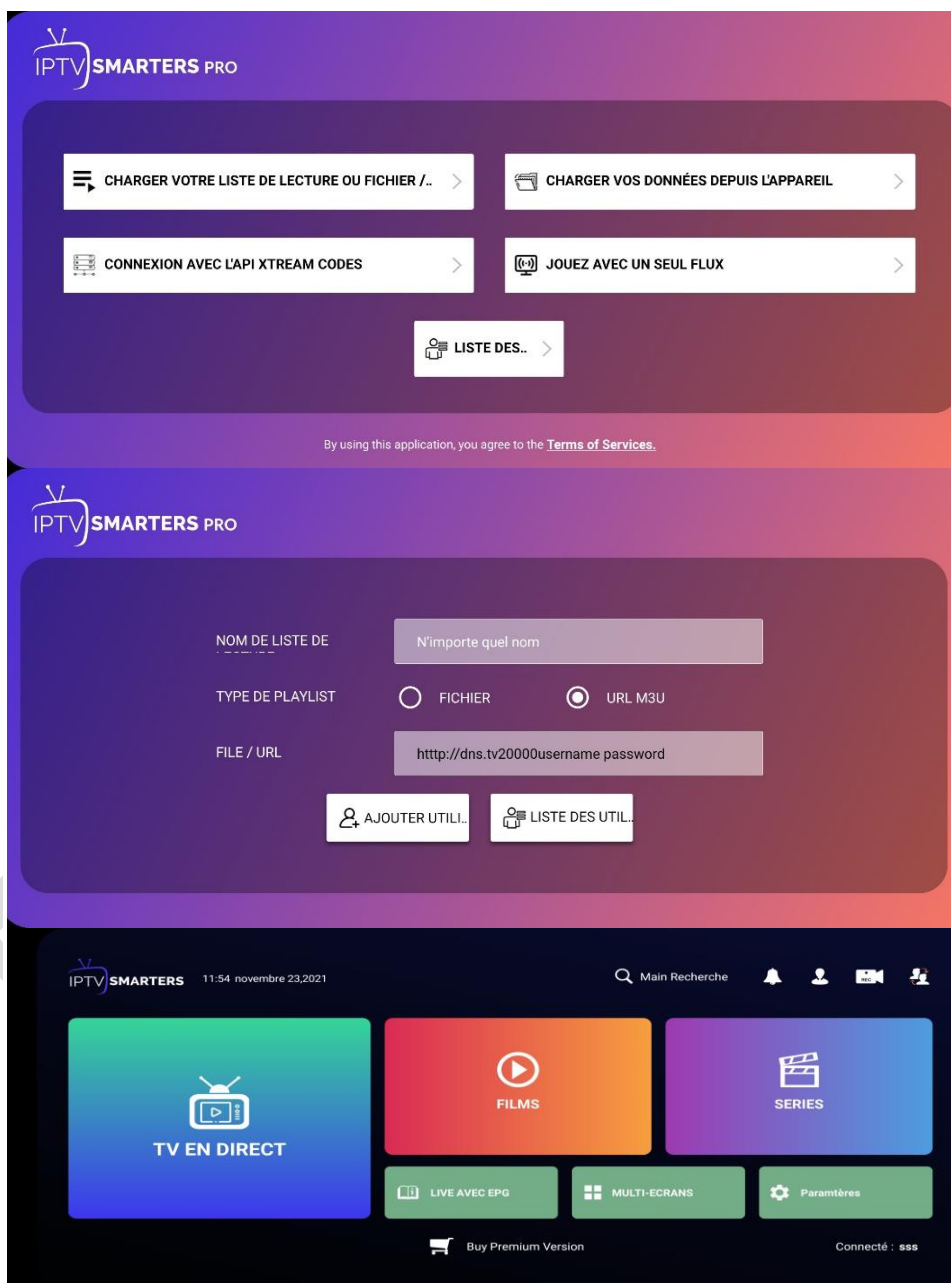 IPTV SMARTERS PRO
CHARGER VOTRE LISTE DE LECTURE OU FICHIER /..
CHARGER VOS DONNÉES DEPUIS L'APPAREIL
CONNEXION AVEC L'API XTREAM CODES
JOUEZ AVEC UN SEUL FLUX
LISTE DES..
By using this application, you agree to the Terms of Services.
IPTV SMARTERS PRO
NOM DE LISTE DE
N'importe quel nom
TYPE DE PLAYLIST
FICHIER
URL M3U
FILE / URL
htttp://dns.tv20000username password
AJOUTER UTILI..
LISTE DES UTIL..
IPTV SMARTERS
11:54 novembre 23,2021
Main Recherche
REC
TV EN DIRECT
FILMS
SERIES
LIVE AVEC EPG
MULTI-ECRANS
Paramtères
Buy Premium Version
Connecté : sss